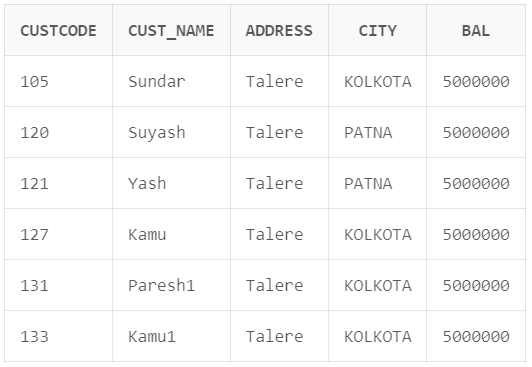 CUSTCODE CUST_NAME ADDRESS CITY BAL
105 Sundar Talere KOLKOTA 5000000
120 Suyash Talere PATNA 5000000
121 Yash Talere PATNA 5000000
127 Kamu Talere KOLKOTA 5000000
131 Paresh1 Talere KOLKOTA 5000000
133 Kamu1 Talere KOLKOTA 5000000